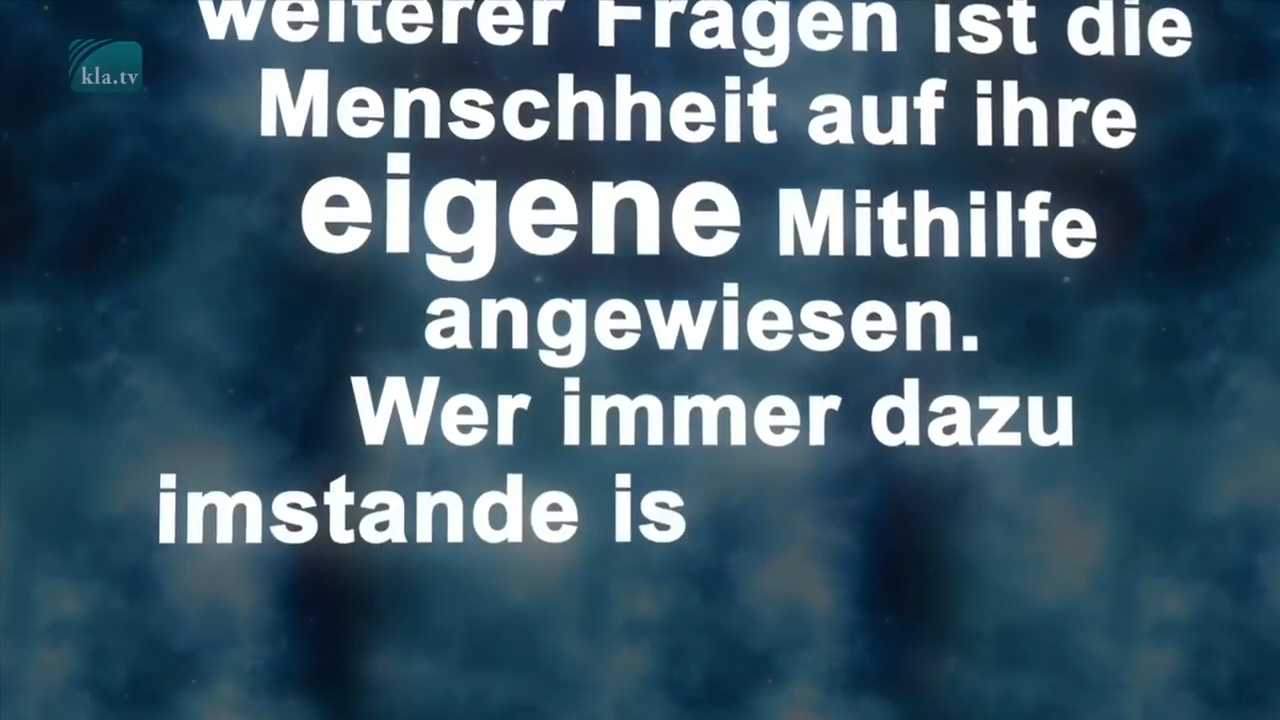 kla.tv
weiterer Fragen ist die
Menschheit auf ihre
eigene Mithilfe
angewiesen.
Wer immer dazu
imstande is